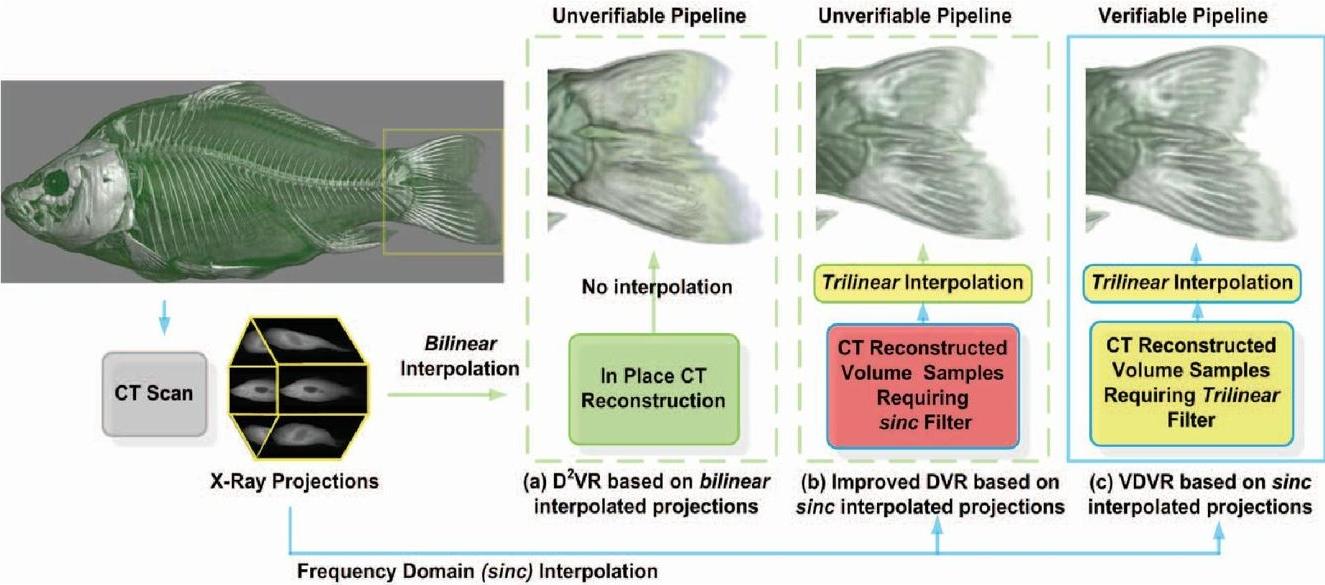 Unverifiable Pipeline
Unverifiable Pipeline
Verifiable Pipeline
No interpolation
Trilinear Interpolation
Trilinear Interpolation
CT Scan
X-Ray Projections
Bilinear
Interpolation
In Place CT
Reconstruction
CT Reconstructed
Volume Samples
Requiring
sinc Filter
CT Reconstructed
Volume Samples
Requiring Trilinear
Filter
(a) D²VR based on bilinear
interpolated projections
(b) Improved DVR based on
sinc interpolated projections
(c) VDVR based on sinc
interpolated projections
Frequency Domain (sinc) Interpolation